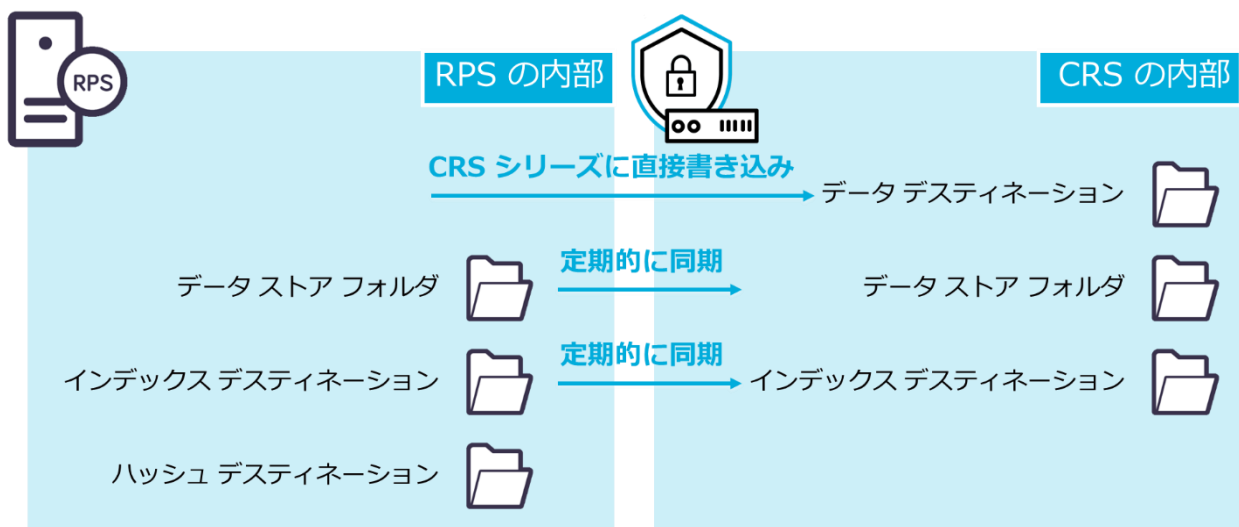 RPS
RPS の内部
CRS の内部
CRS シリーズに直接書き込み
データ デスティネーション
データ ストア フォルダ
定期的に同期
データ ストア フォルダ
インデックス デスティネーション
定期的に同期
インデックス デスティネーション
ハッシュ デスティネーション